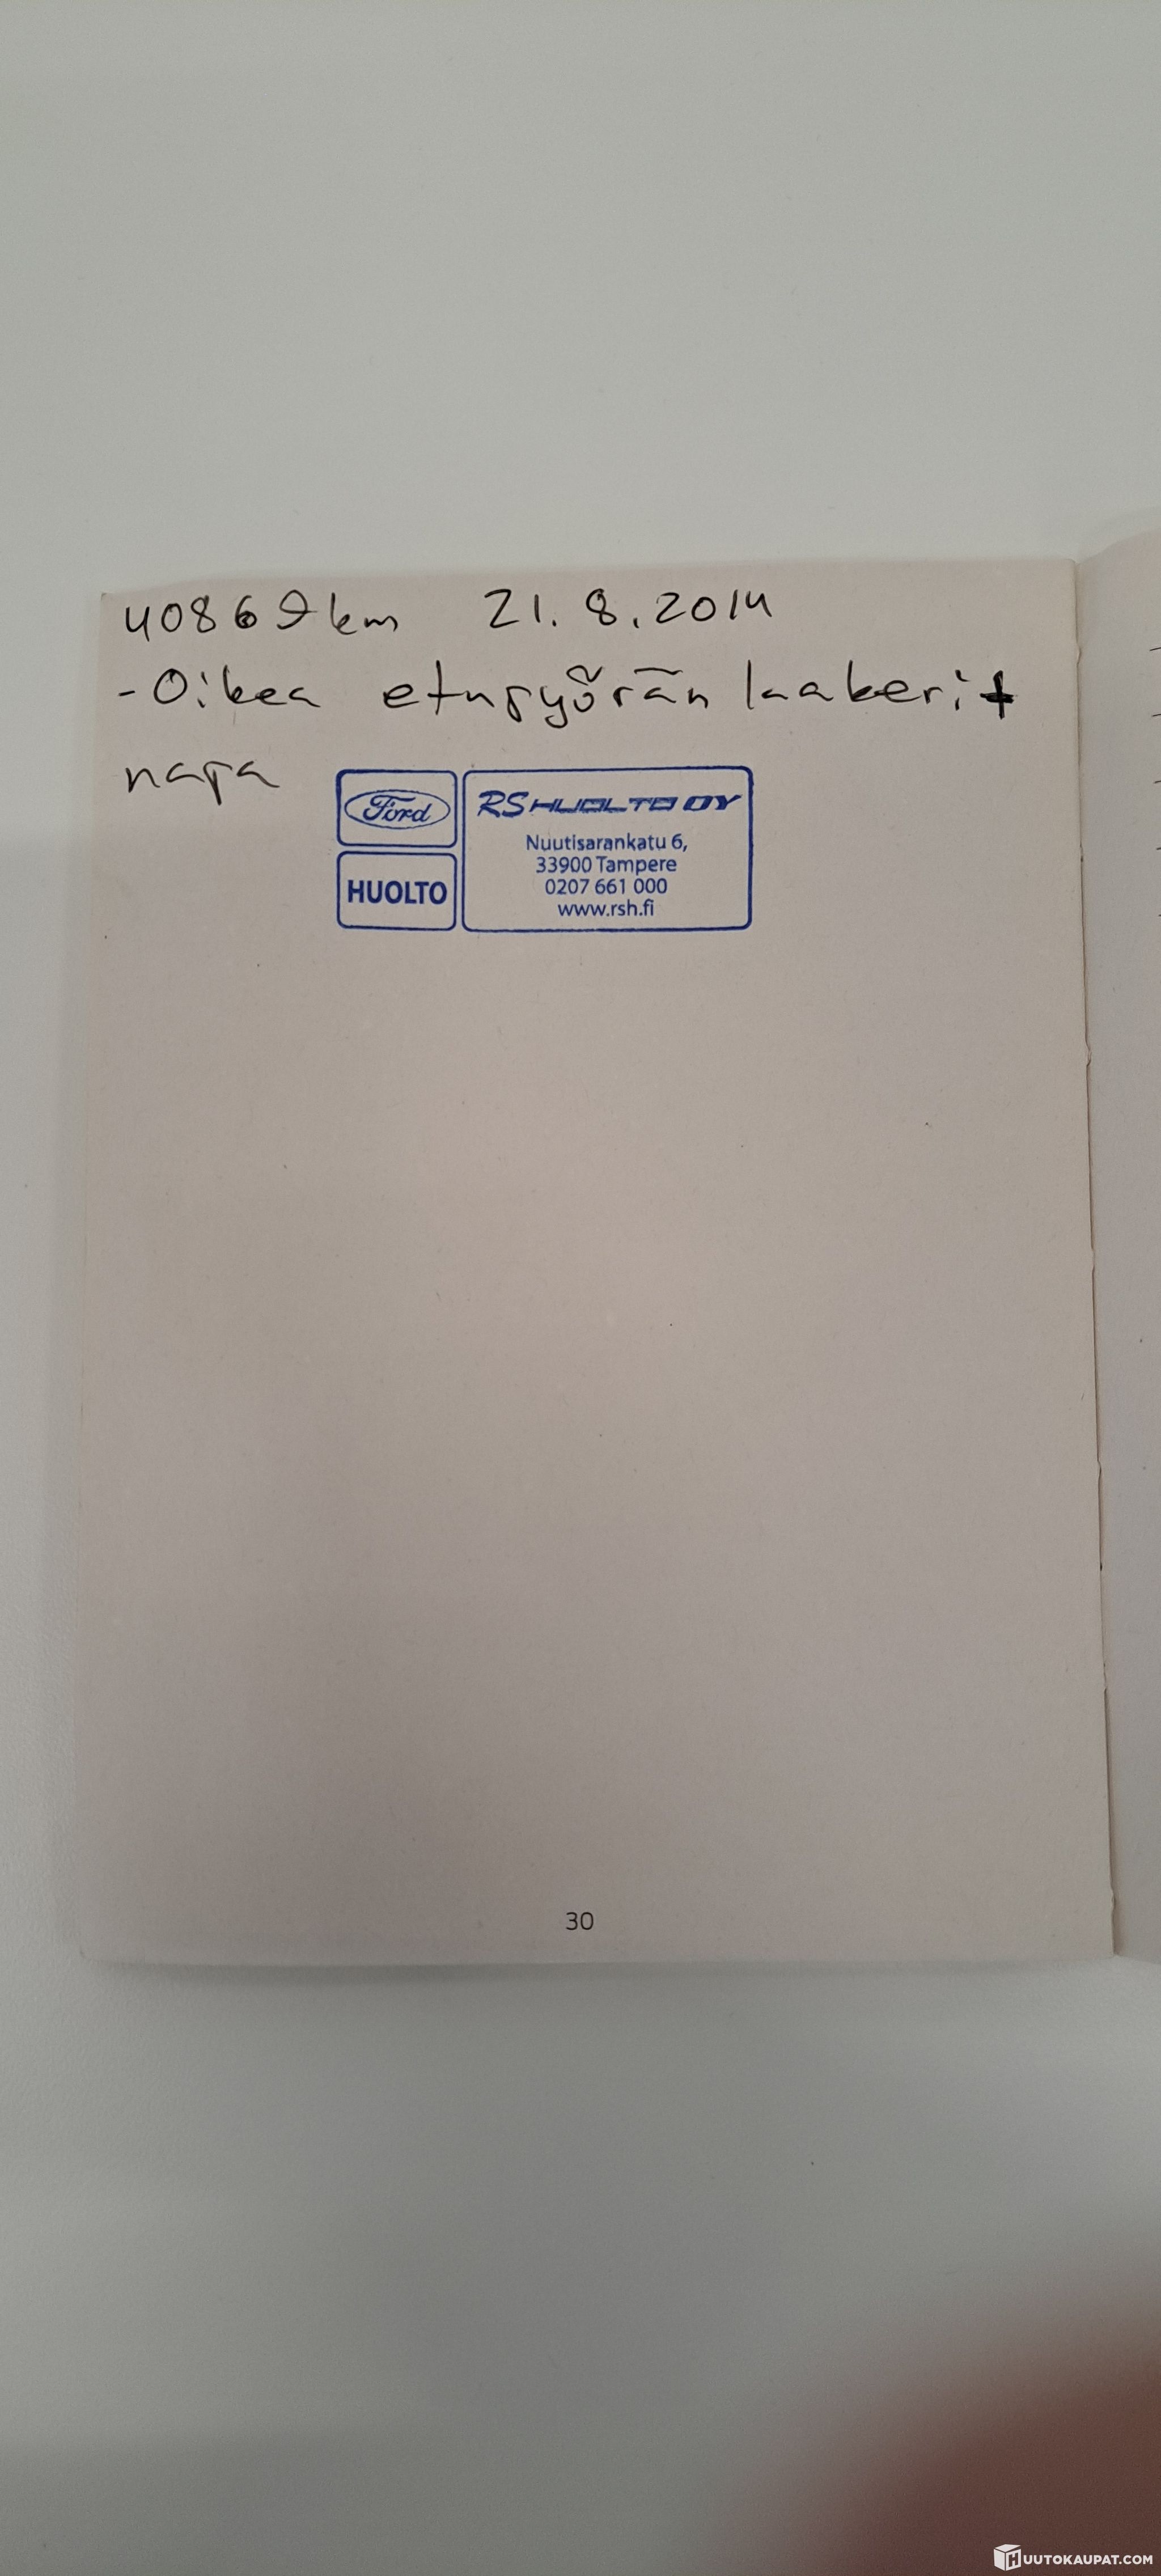 40869km 21.8.2014
- Oikea etupyörän laakeri+
napa
Ford
HUOLTO
RS HUOLTO OY
Nuutisarankatu 6,
33900 Tampere
0207 661 000
www.rsh.fi
30
HUUTOKAUPAT.COM